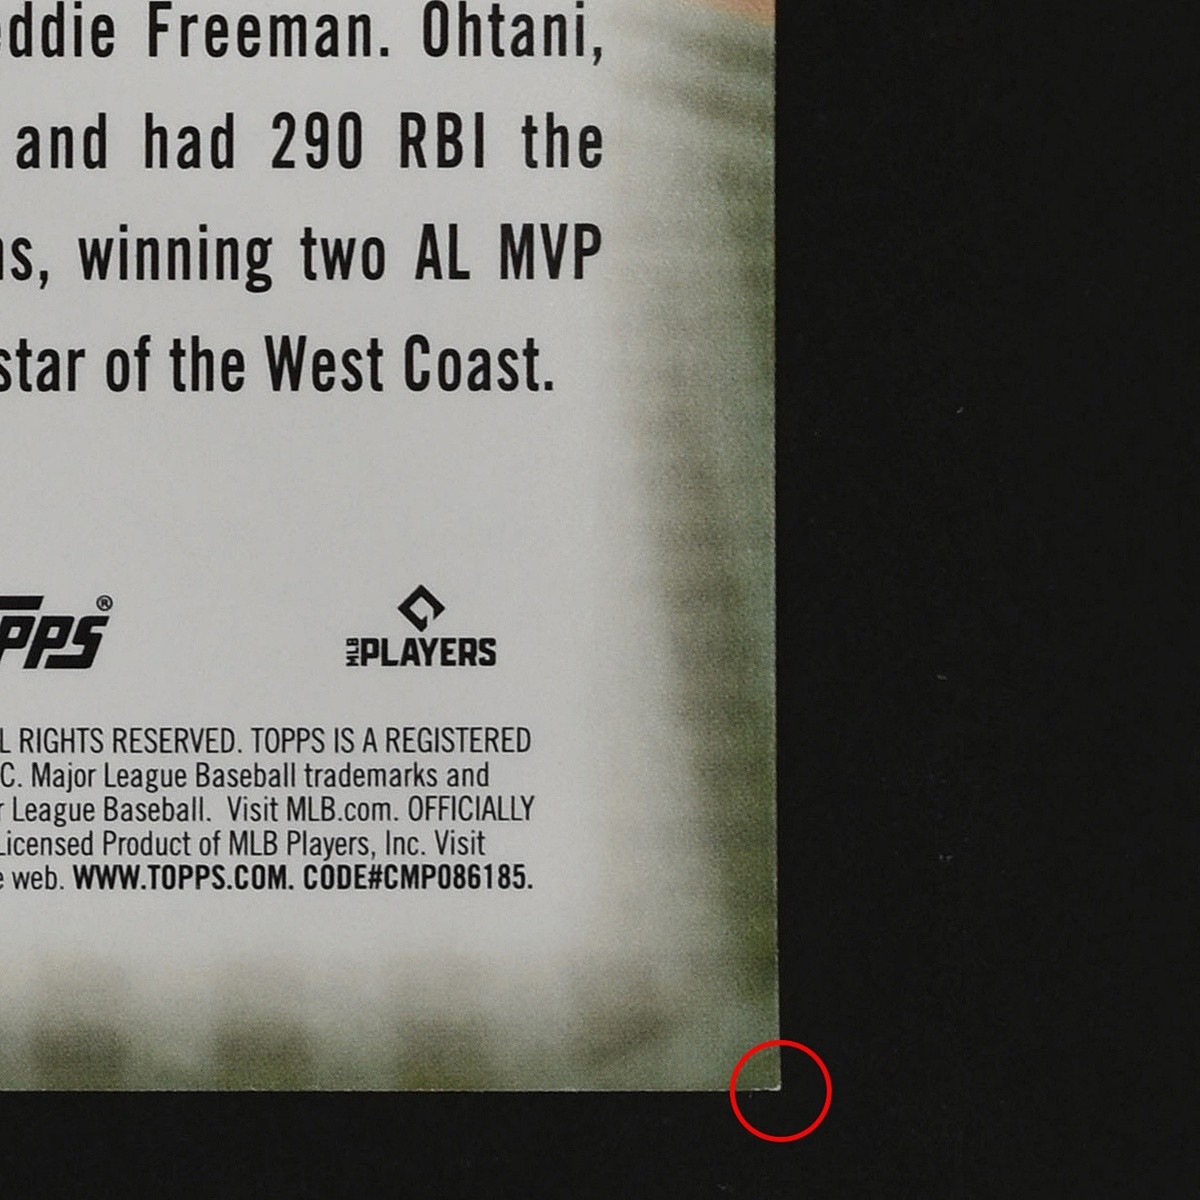 eddie Freeman. Ohtani,
and had 290 RBI the
ns, winning two AL MVP
star of the West Coast.
TOPPS®
MLB PLAYERS
L RIGHTS RESERVED. TOPPS IS A REGISTERED
C. Major League Baseball trademarks and
r League Baseball. Visit MLB.com. OFFICIALLY
Licensed Product of MLB Players, Inc. Visit
e web. WWW.TOPPS.COM. CODE#CMP086185.